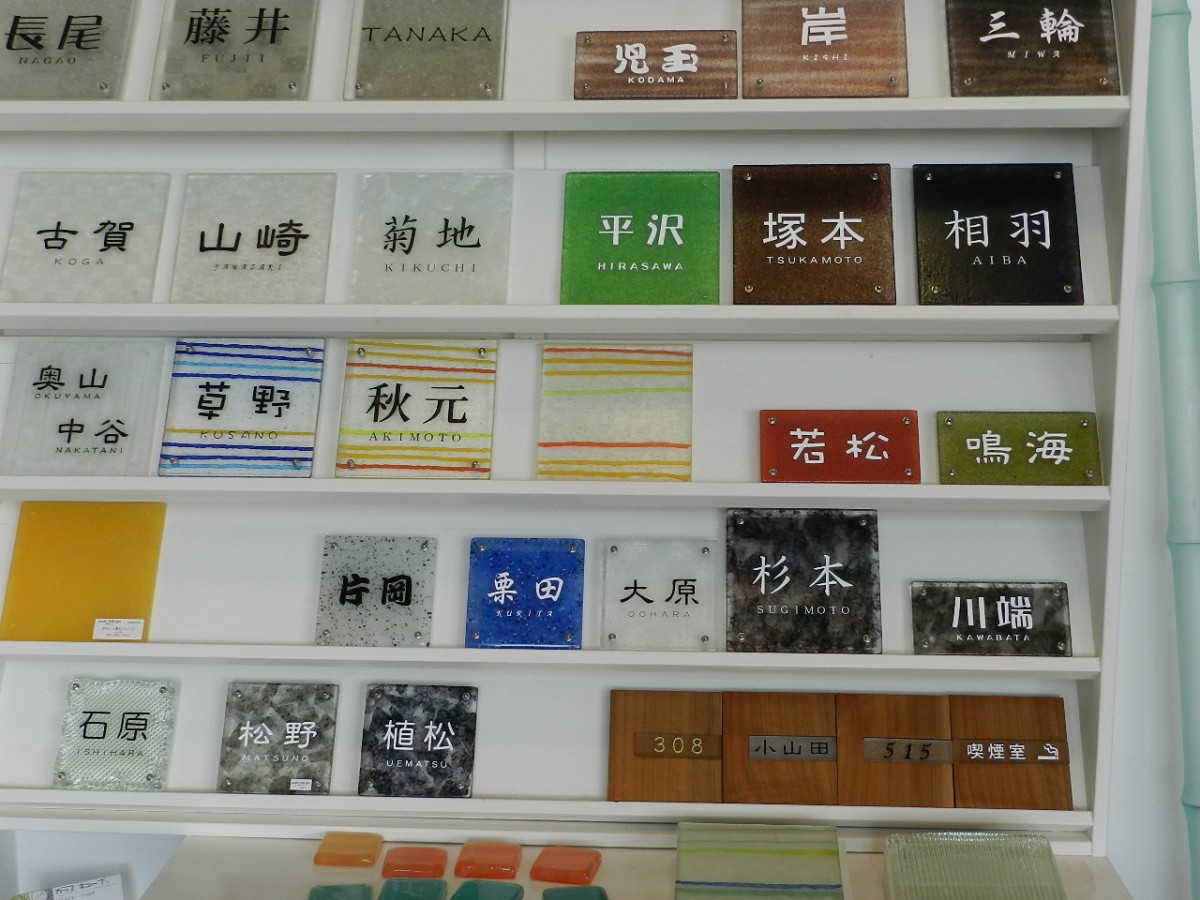 長尾
NAGAO
藤井
FUJII
TANAKA
児玉
KODAMA
岸
KISHI
三輪
MIWA
古賀
KOGA
山崎
YAMAZAKI
菊地
KIKUCHI
平沢
HIRASAWA
塚本
TSUKAMOTO
相羽
AIBA
奥山
OKUYAMA
中谷
NAKATANI
草野
KUSANO
秋元
AKIMOTO
若松
鳴海
片岡
栗田
KURITA
大原
OOHARA
杉本
SUGIMOTO
川端
KAWABATA
石原
ISHIHARA
松野
MATSUNO
植松
UEMATSU
308
小山田
515
喫煙室